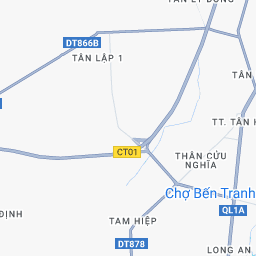 TÂN LÝ ĐÔNG
DT866B
TÂN LẬP 1
TÂN
TT. TÂN H
CT01
THÂN CỬU
NGHĨA
Chợ Bến Tranh
QL1A
ĐỊNH
TAM HIỆP
DT878
LONG AN